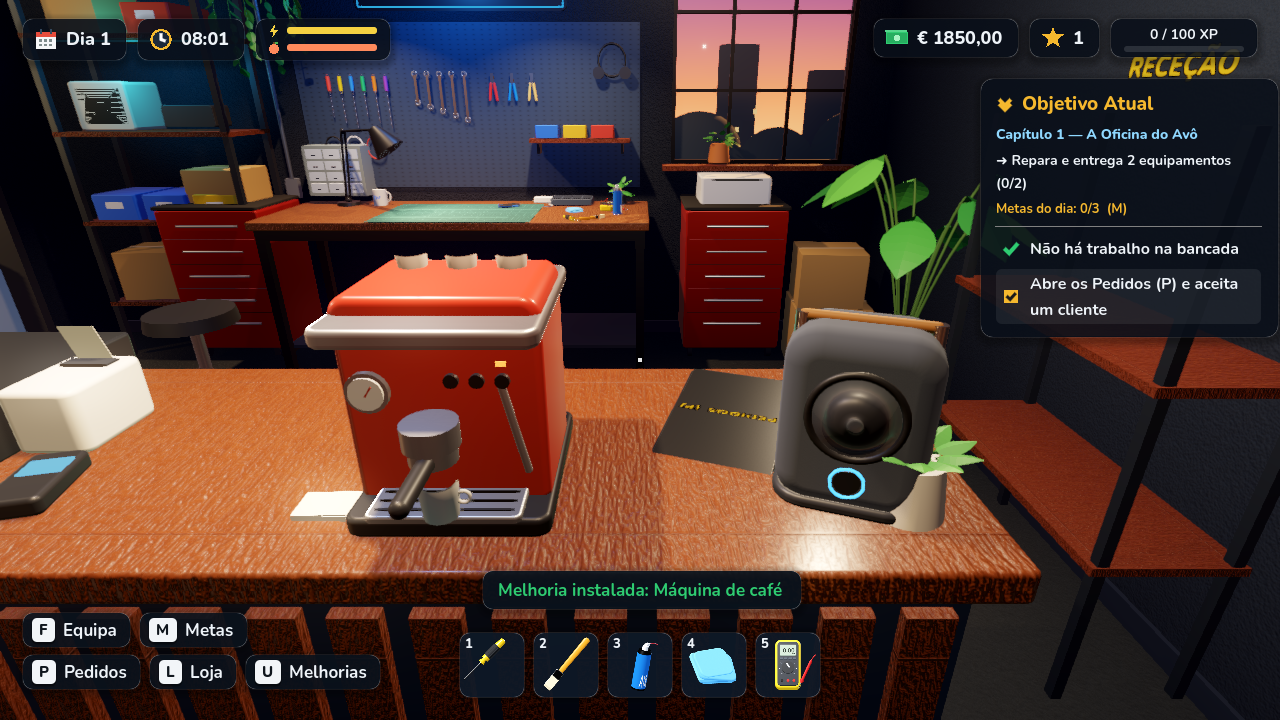 Dia 1
08:01
€ 1850,00
1
0 / 100 XP
RECEÇÃO
Objetivo Atual
Capítulo 1 — A Oficina do Avô
➜ Repara e entrega 2 equipamentos
(0/2)
Metas do dia: 0/3 (M)
Não há trabalho na bancada
Abre os Pedidos (P) e aceita
um cliente
Melhoria instalada: Máquina de café
F Equipa
M Metas
P Pedidos
L Loja
U Melhorias
1
2
3
4
5